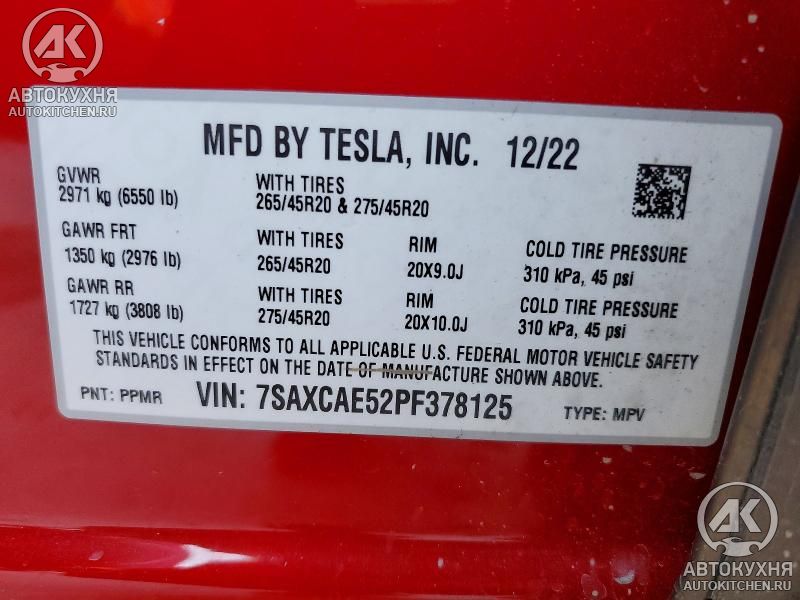 AK
АВТОКУХНЯ
AUTOKITCHEN.RU
MFD BY TESLA, INC. 12/22
GVWR
2971 kg (6550 lb)
WITH TIRES
265/45R20 & 275/45R20
GAWR FRT
1350 kg (2976 lb)
WITH TIRES
265/45R20
RIM
20X9.0J
COLD TIRE PRESSURE
310 kPa, 45 psi
GAWR RR
1727 kg (3808 lb)
WITH TIRES
275/45R20
RIM
20X10.0J
COLD TIRE PRESSURE
310 kPa, 45 psi
THIS VEHICLE CONFORMS TO ALL APPLICABLE U.S. FEDERAL MOTOR VEHICLE SAFETY
STANDARDS IN EFFECT ON THE DATE OF MANUFACTURE SHOWN ABOVE.
PNT: PPMR VIN: 7SAXCAE52PF378125 TYPE: MPV
AK
АВТОКУХНЯ
AUTOKITCHEN.RU